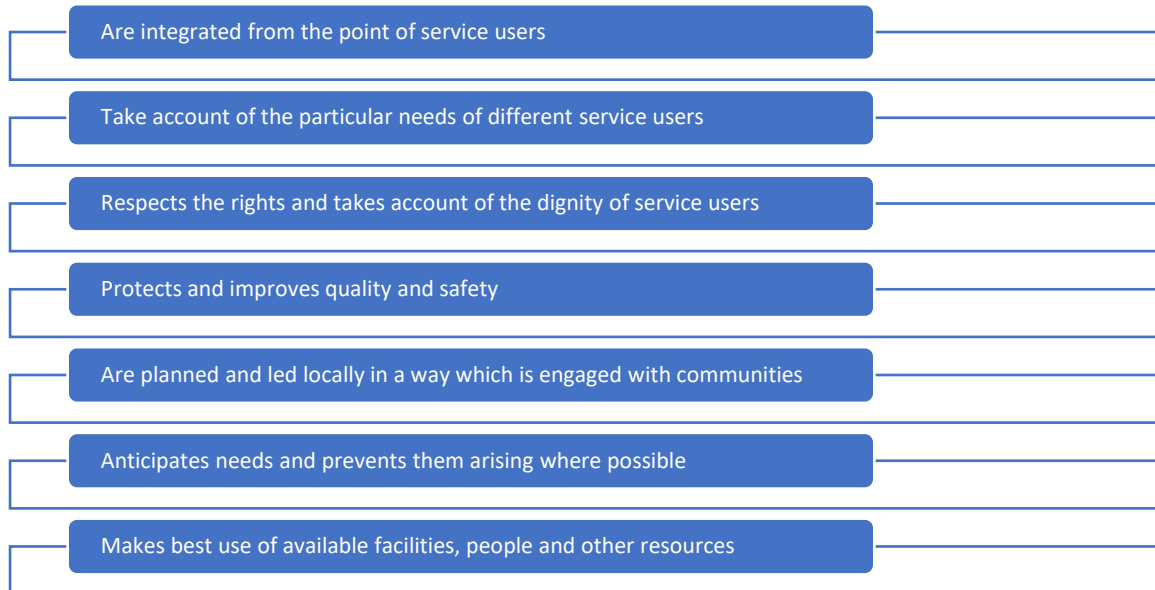 Are integrated from the point of service users
Take account of the particular needs of different service users
Respects the rights and takes account of the dignity of service users
Protects and improves quality and safety
Are planned and led locally in a way which is engaged with communities
Anticipates needs and prevents them arising where possible
Makes best use of available facilities, people and other resources